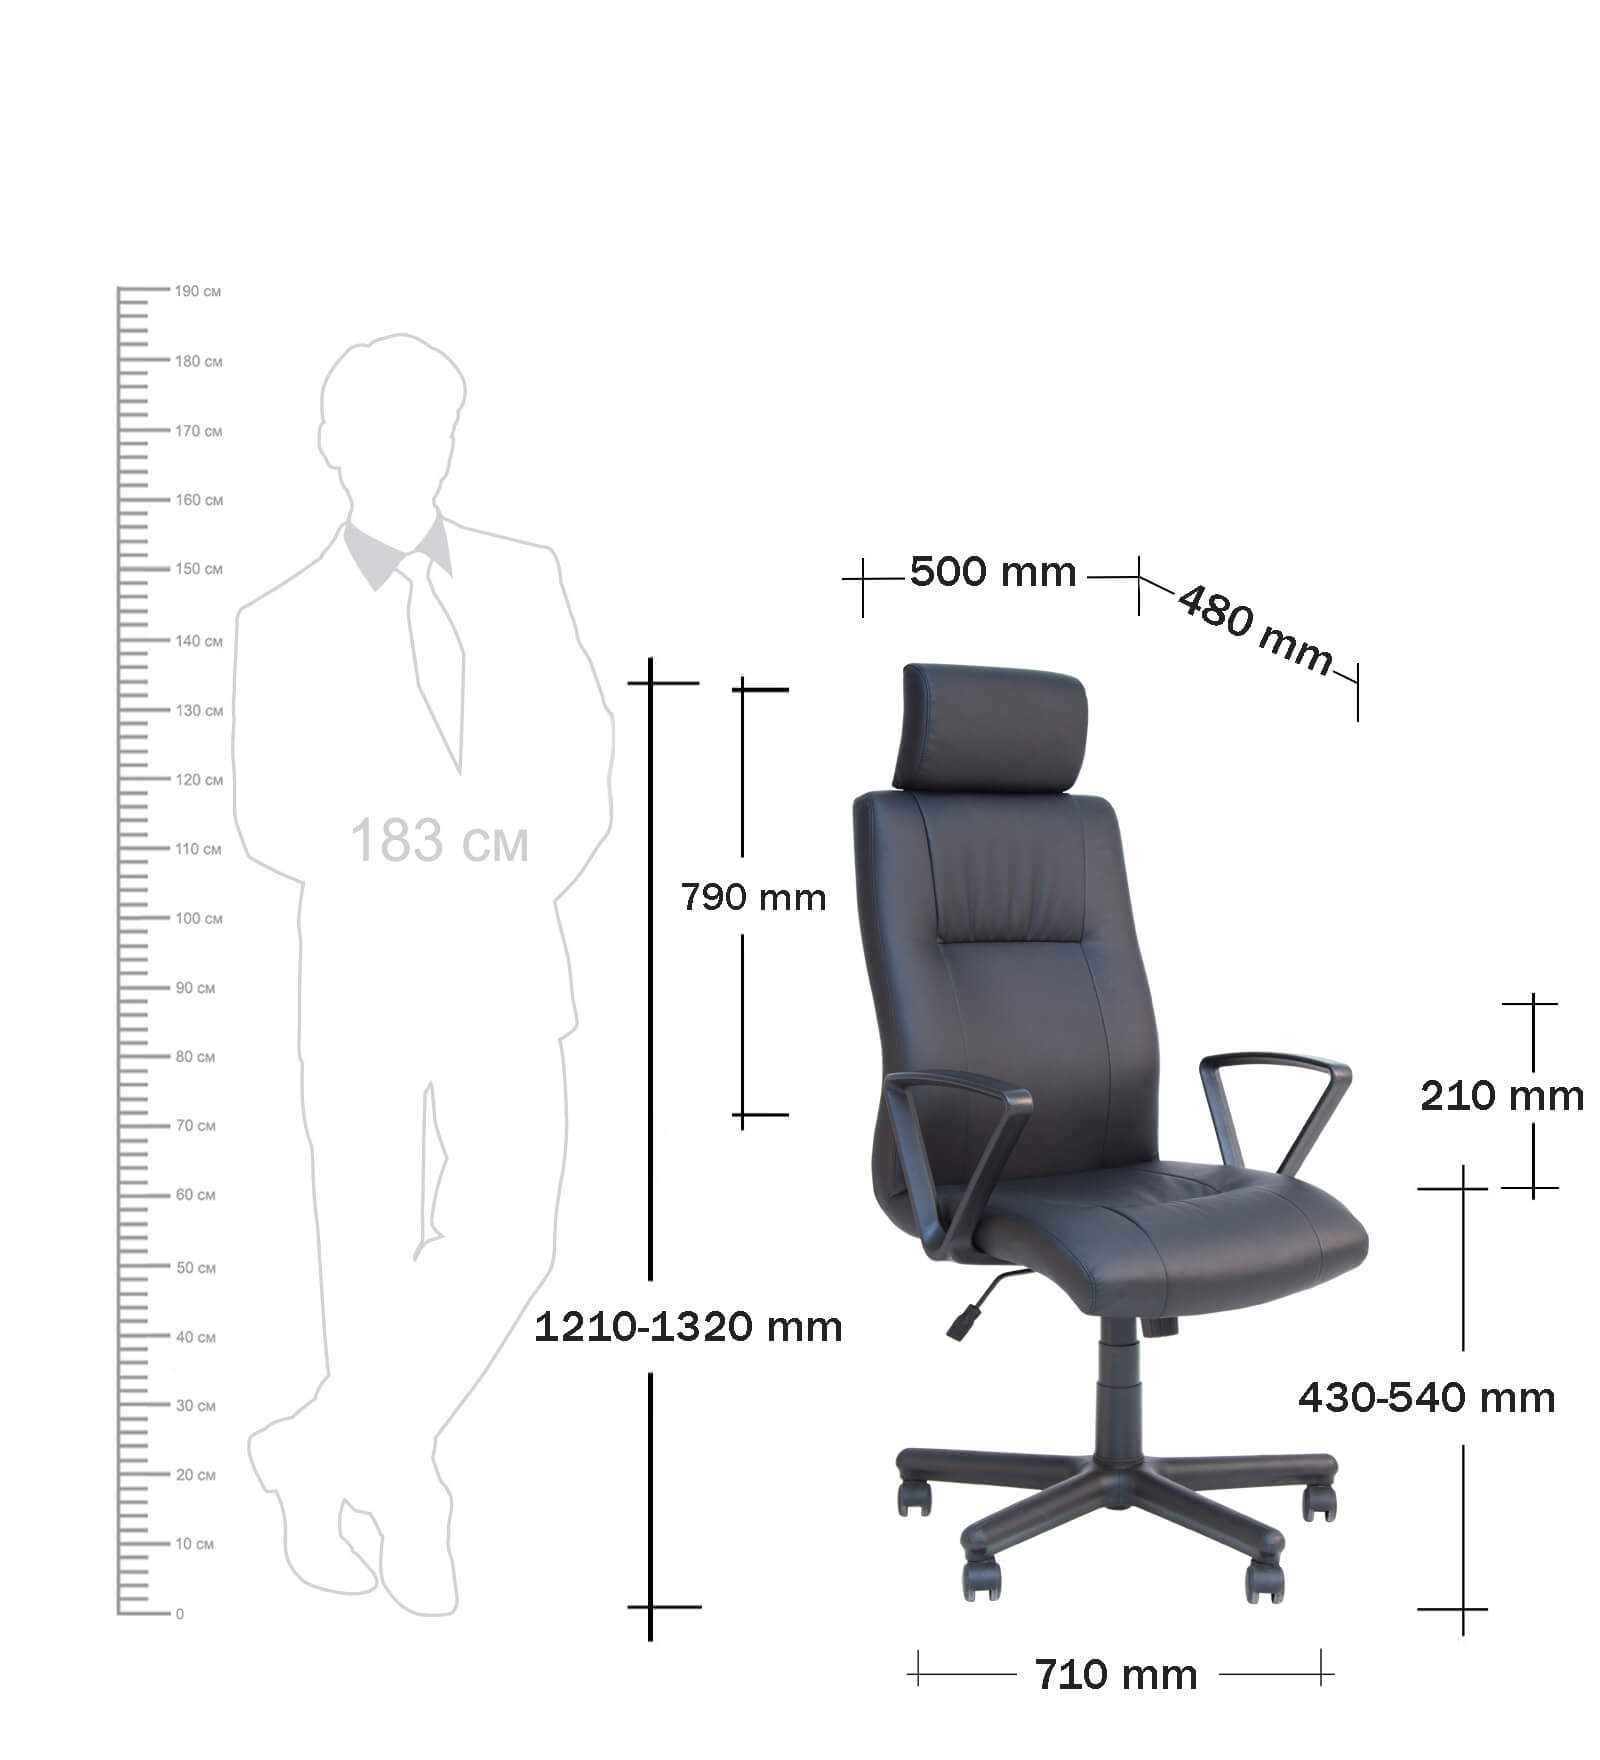 190 см
180 см
170 см
160 см
150 см
140 см
130 см
120 см
110 см
100 см
90 см
80 см
70 см
60 см
50 см
40 см
30 см
20 см
10 см
0
183 см
500 mm
480 mm
790 mm
210 mm
1210-1320 mm
430-540 mm
710 mm